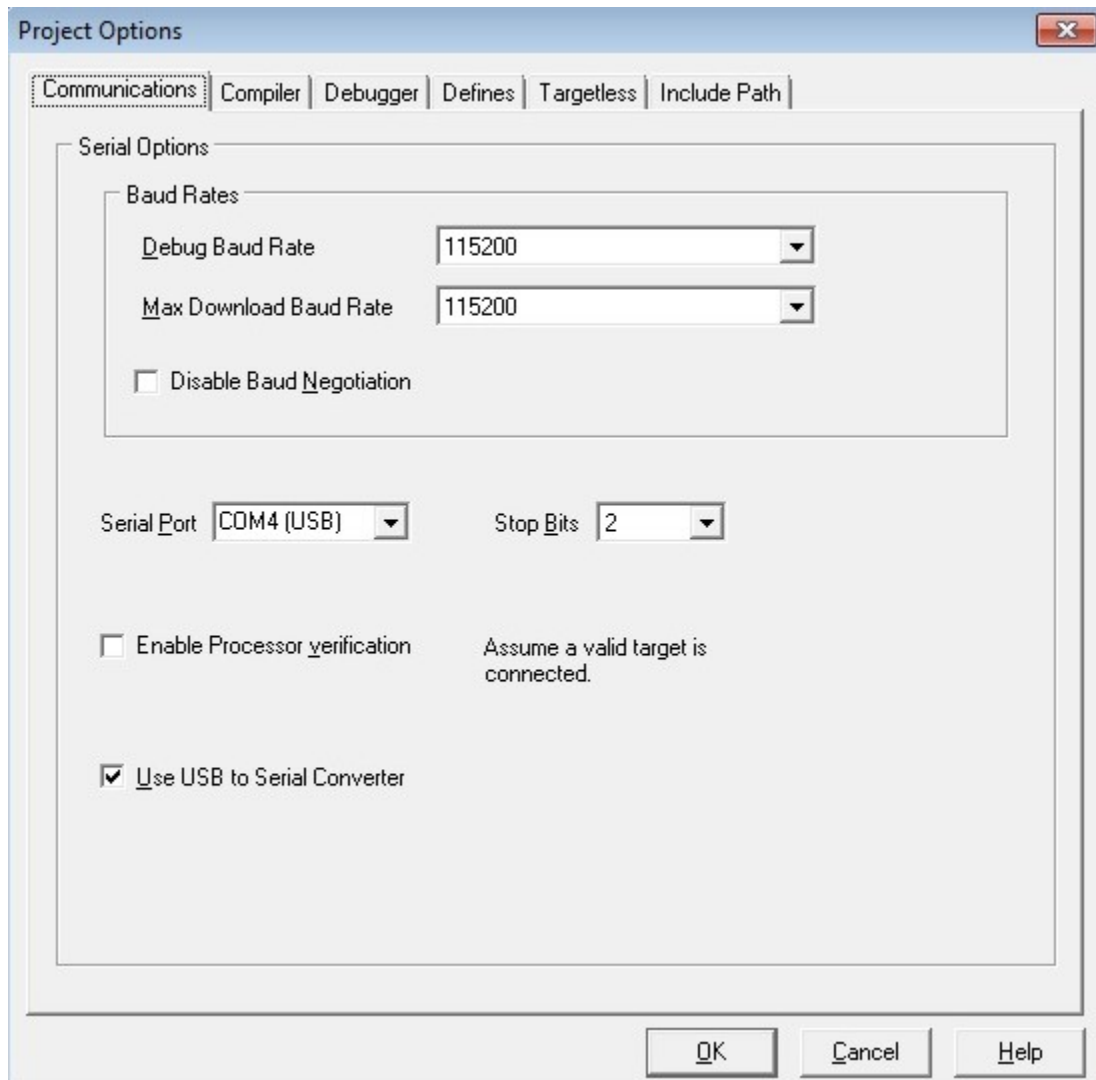 Project Options
Communications Compiler Debugger Defines Targetless Include Path
Serial Options
Baud Rates
Debug Baud Rate 115200
Max Download Baud Rate 115200
Disable Baud Negotiation
Serial Port COM4 (USB) Stop Bits 2
Enable Processor verification Assume a valid target is
connected.
Use USB to Serial Converter
OK Cancel Help